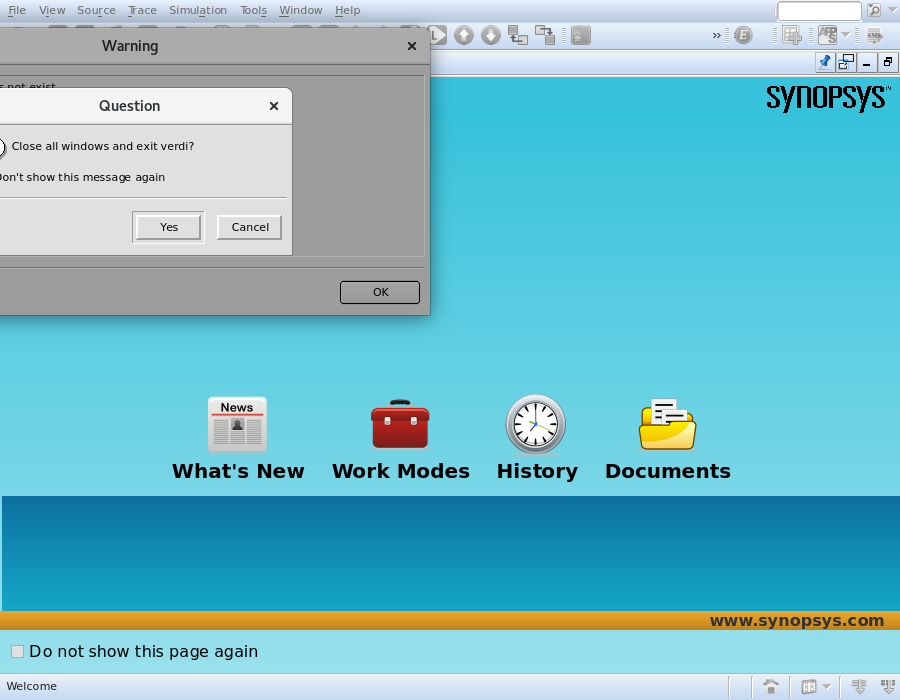 File View Source Trace Simulation Tools Window Help
Warning
not exist
Question
Close all windows and exit verdi?
Don't show this message again
Yes Cancel
OK
SYNOPSYS
News
What's New Work Modes History Documents
www.synopsys.com
Do not show this page again
Welcome